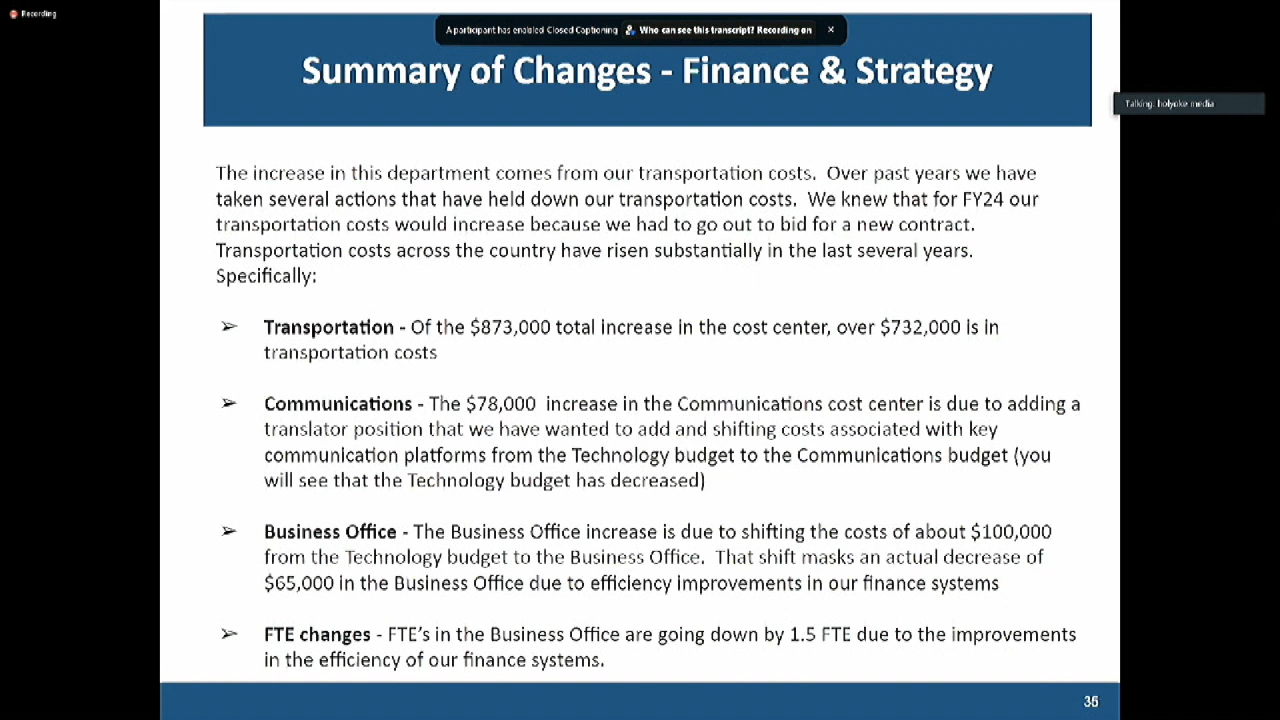 Recording
A participant has enabled Closed Captioning Who can see this transcript? Recording on ×
Summary of Changes - Finance & Strategy
Talking: holyoke media
The increase in this department comes from our transportation costs. Over past years we have
taken several actions that have held down our transportation costs. We knew that for FY24 our
transportation costs would increase because we had to go out to bid for a new contract.
Transportation costs across the country have risen substantially in the last several years.
Specifically:
➢ Transportation - Of the $873,000 total increase in the cost center, over $732,000 is in
transportation costs
➢ Communications - The $78,000 increase in the Communications cost center is due to adding a
translator position that we have wanted to add and shifting costs associated with key
communication platforms from the Technology budget to the Communications budget (you
will see that the Technology budget has decreased)
➢ Business Office - The Business Office increase is due to shifting the costs of about $100,000
from the Technology budget to the Business Office. That shift masks an actual decrease of
$65,000 in the Business Office due to efficiency improvements in our finance systems
➢ FTE changes - FTE's in the Business Office are going down by 1.5 FTE due to the improvements
in the efficiency of our finance systems.
36